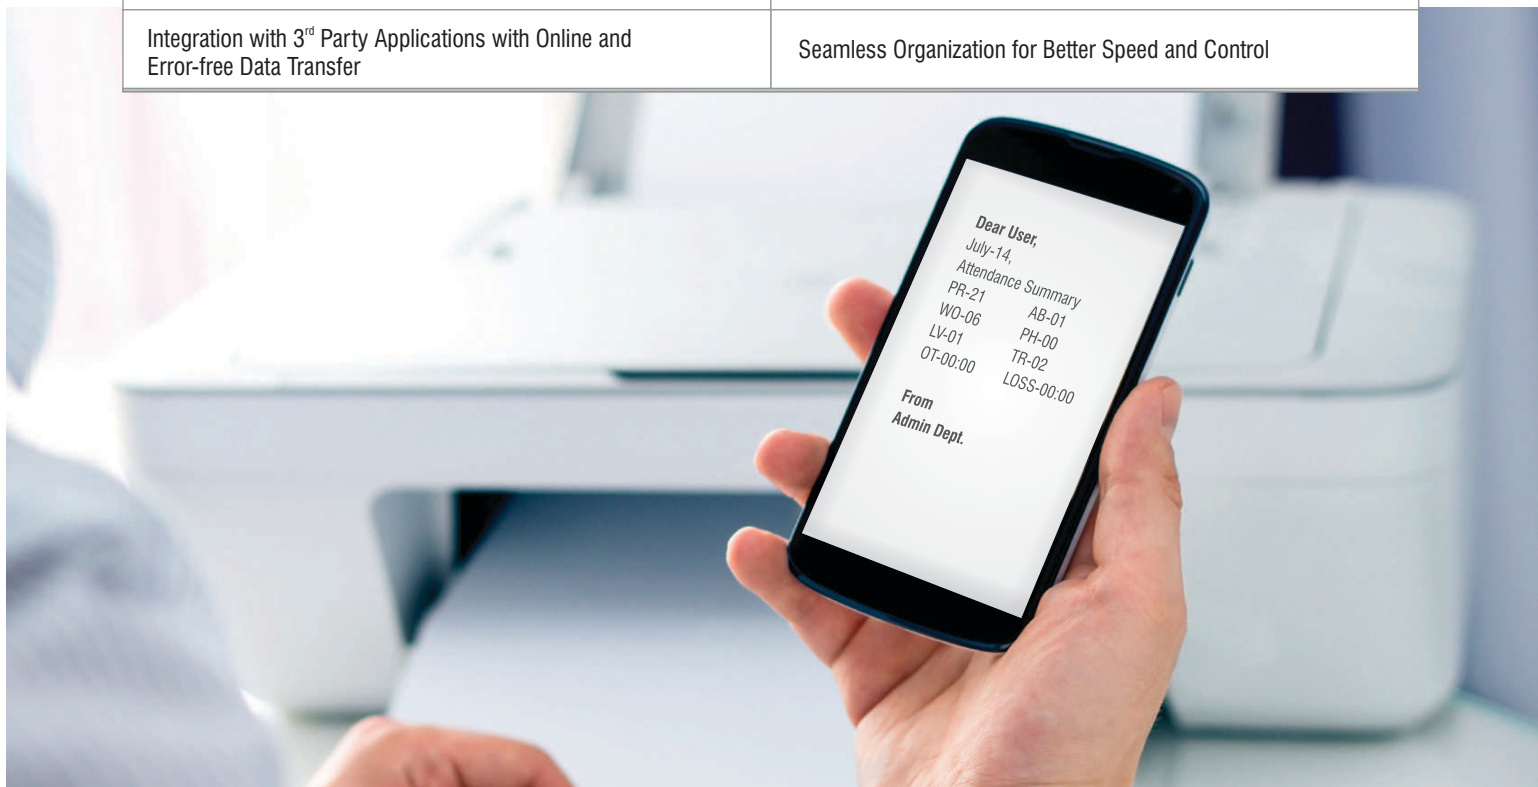 Integration with 3rd Party Applications with Online and
Error-free Data Transfer
Seamless Organization for Better Speed and Control
Dear User,
July-14,
Attendance Summary
PR-21 AB-01
WO-06 PH-00
LV-01 TR-02
OT-00:00 LOSS-00:00
From
Admin Dept.